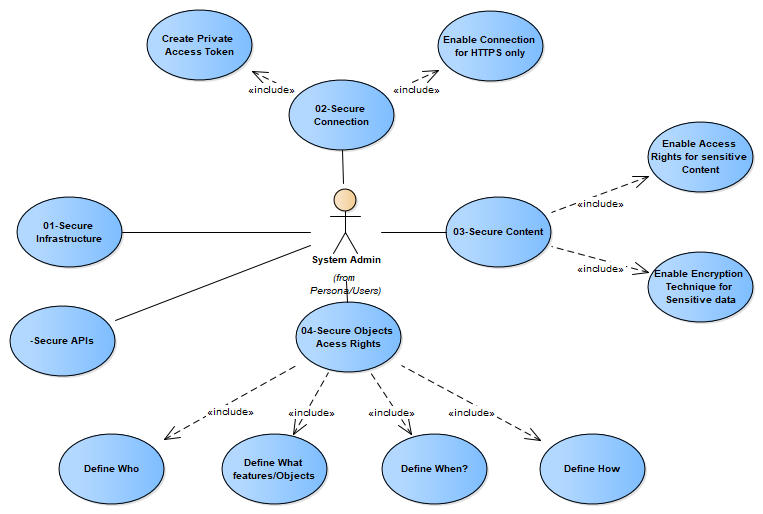 Create Private
Access Token
Enable Connection
for HTTPS only
«include»
«include»
02-Secure
Connection
Enable Access
Rights for sensitive
Content
01-Secure
Infrastructure
03-Secure Content
«include»
System Admin
(from
Persona/Users)
«include»
Enable Encryption
Technique for
Sensitive data
-Secure APIs
04-Secure Objects
Acess Rights
«include»
«include»
«include»
«include»
Define Who
Define What
features/Objects
Define When?
Define How